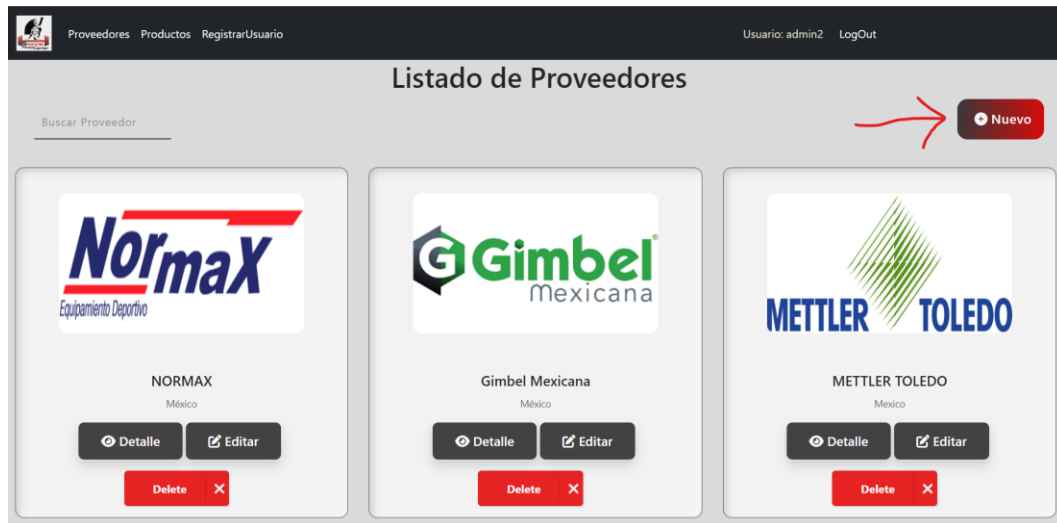 Proveedores Productos RegistrarUsuario Usuario: admin2 LogOut
Listado de Proveedores
Buscar Proveedor
Nuevo
NormaX
Equipamiento Deportivo
G Gimbel®
Mexicana
METTLER TOLEDO
NORMAX
Gimbel Mexicana
METTLER TOLEDO
México
México
Mexico
Detalle Editar
Detalle Editar
Detalle Editar
Delete ✕
Delete ✕
Delete ✕